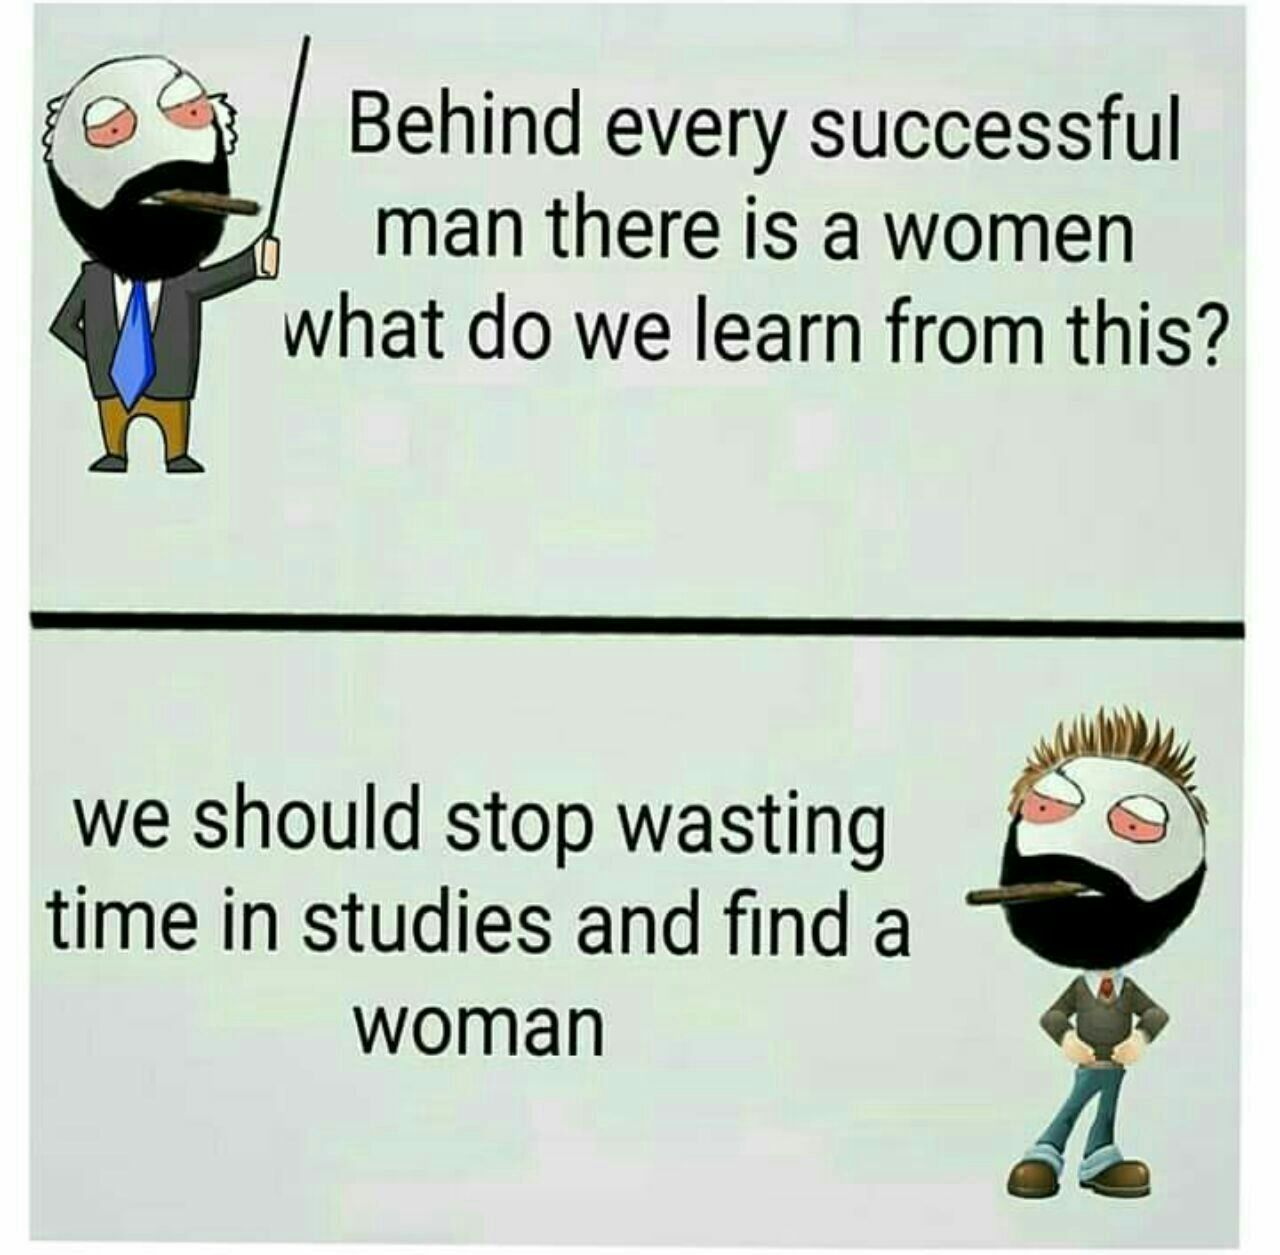 Behind every successful
man there is a women
what do we learn from this?
we should stop wasting
time in studies and find a
woman